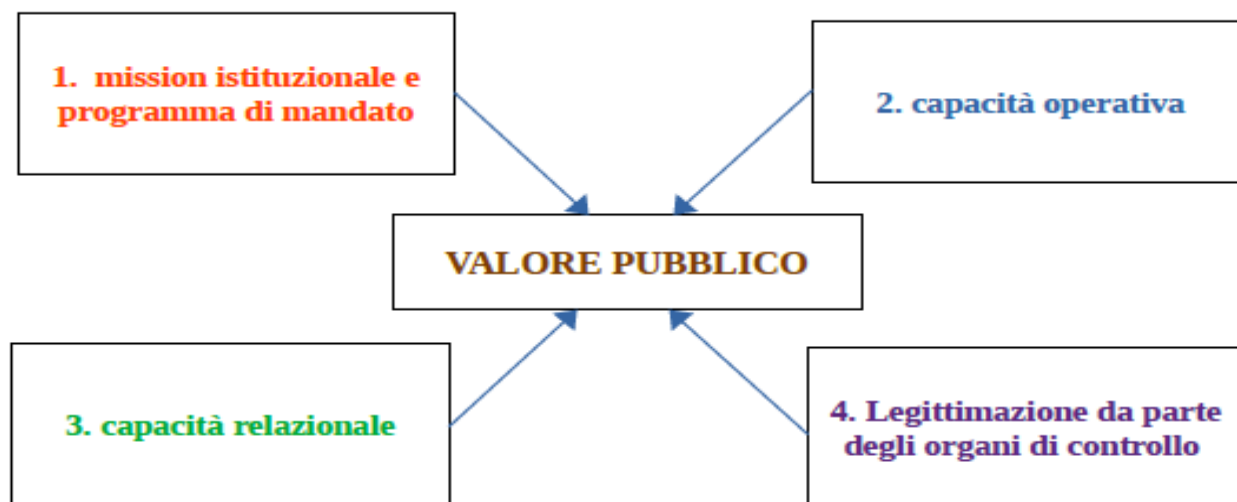 1. mission istituzionale e
programma di mandato
2. capacità operativa
VALORE PUBBLICO
3. capacità relazionale
4. Legittimazione da parte
degli organi di controllo